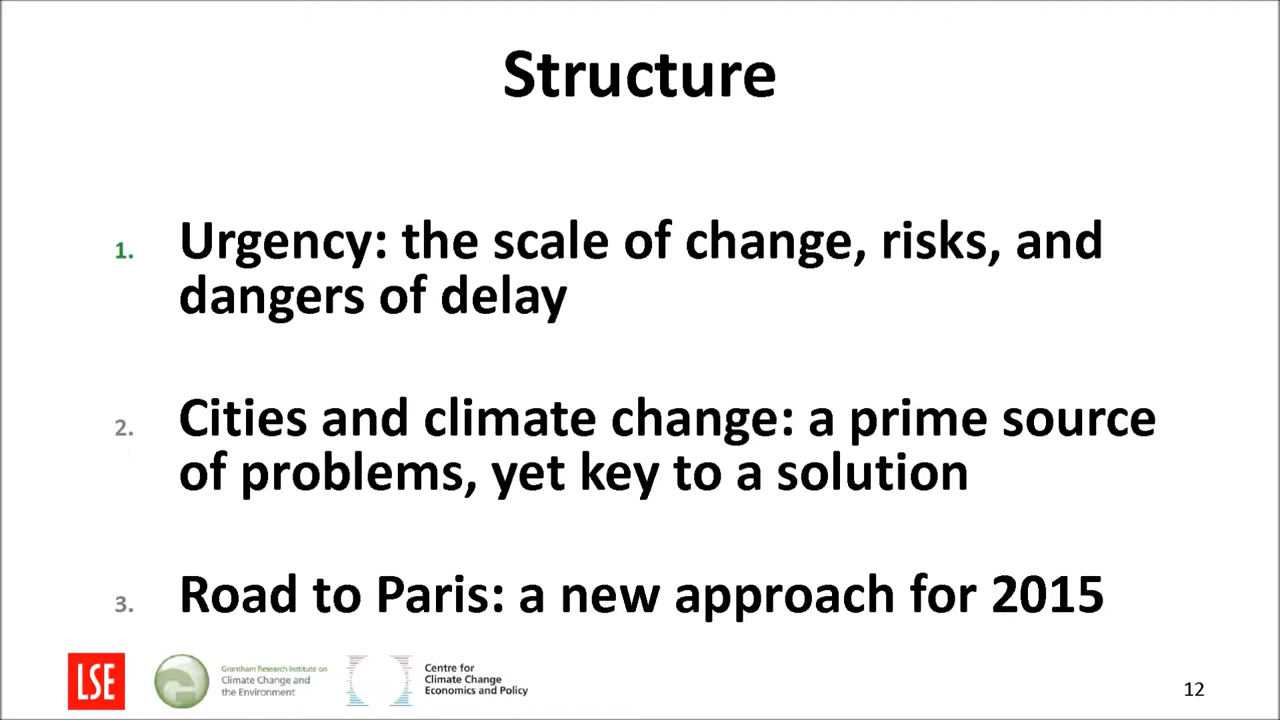 Structure
1. Urgency: the scale of change, risks, and
dangers of delay
2. Cities and climate change: a prime source
of problems, yet key to a solution
3. Road to Paris: a new approach for 2015
LSE
Grantham Research Institute on
Climate Change and
the Environment
Centre for
Climate Change
Economics and Policy
12